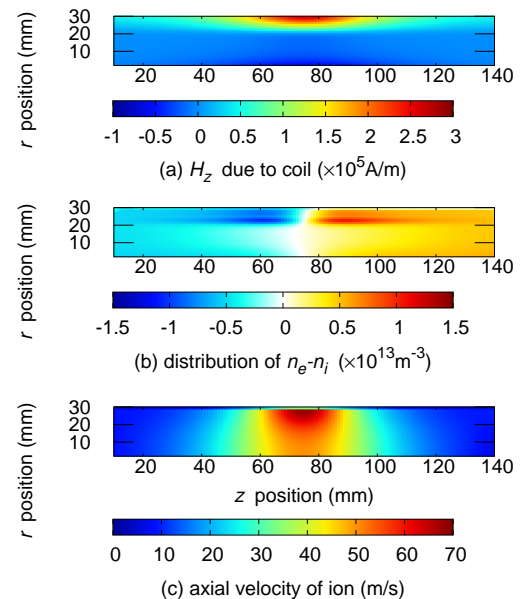 30
20
10
r position (mm)
20 40 60 80 100 120 140
-1 -0.5 0 0.5 1 1.5 2 2.5 3
(a) Hz due to coil (×10⁵A/m)
30
20
10
r position (mm)
20 40 60 80 100 120 140
-1.5 -1 -0.5 0 0.5 1 1.5
(b) distribution of ne-ni (×10¹³m⁻³)
30
20
10
r position (mm)
20 40 60 80 100 120 140
z position (mm)
0 10 20 30 40 50 60 70
(c) axial velocity of ion (m/s)